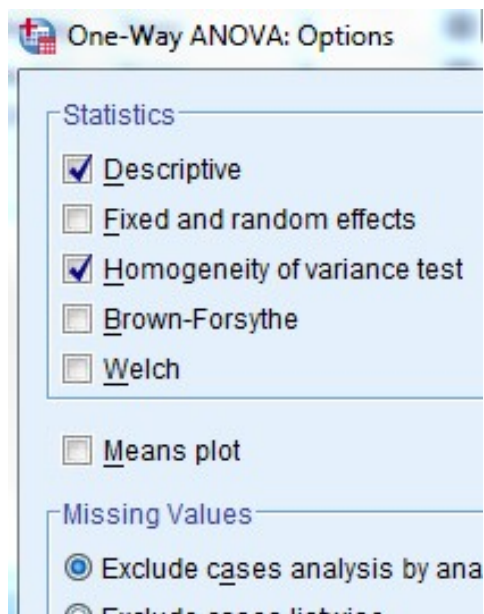 One-Way ANOVA: Options
Statistics
Descriptive
Fixed and random effects
Homogeneity of variance test
Brown-Forsythe
Welch
Means plot
Missing Values
Exclude cases analysis by ana